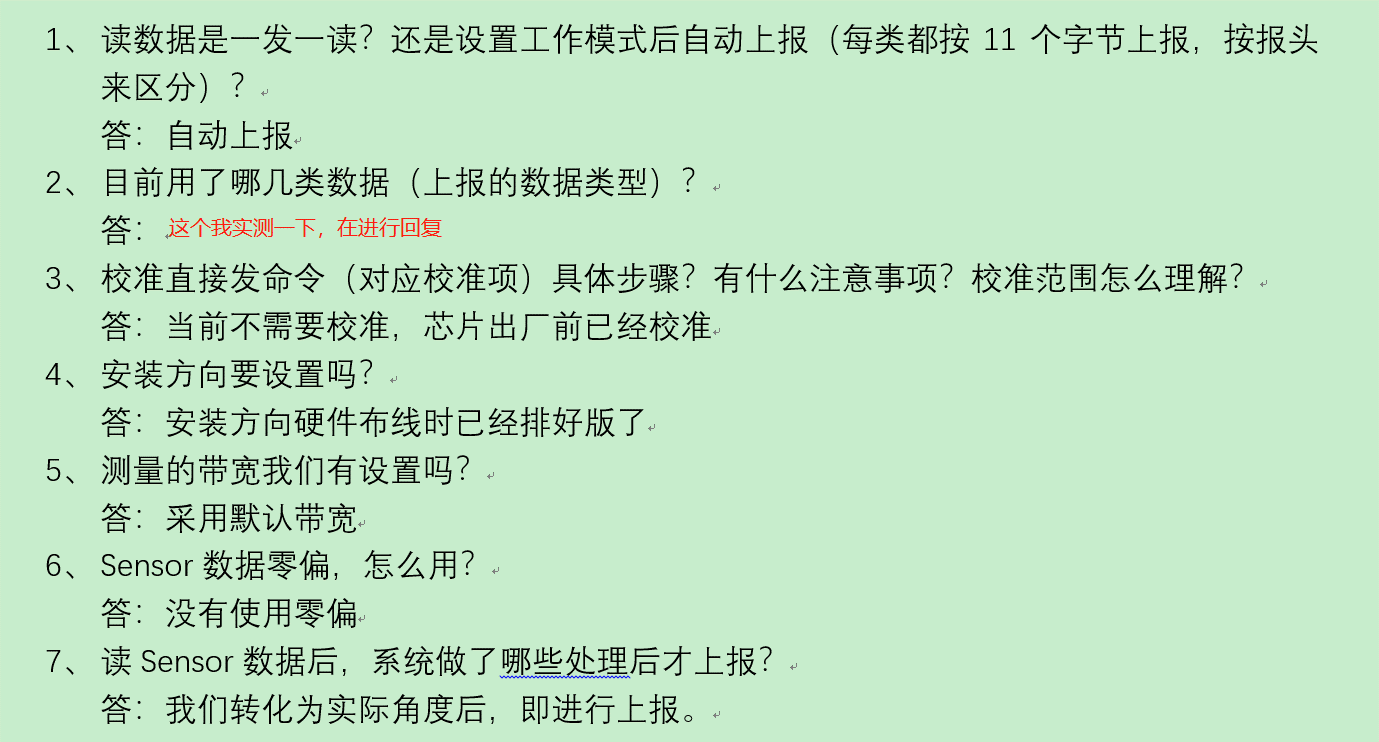 1、 读数据是一发一读？还是设置工作模式后自动上报（每类都按 11 个字节上报，按报头
来区分）？
答：自动上报
2、 目前用了哪几类数据（上报的数据类型）？
答：这个我实测一下，在进行回复
3、 校准直接发命令（对应校准项）具体步骤？有什么注意事项？校准范围怎么理解？
答：当前不需要校准，芯片出厂前已经校准
4、 安装方向要设置吗？
答：安装方向硬件布线时已经排好版了
5、 测量的带宽我们有设置吗？
答：采用默认带宽
6、 Sensor 数据零偏，怎么用？
答：没有使用零偏
7、 读 Sensor 数据后，系统做了哪些处理后才上报？
答：我们转化为实际角度后，即进行上报。